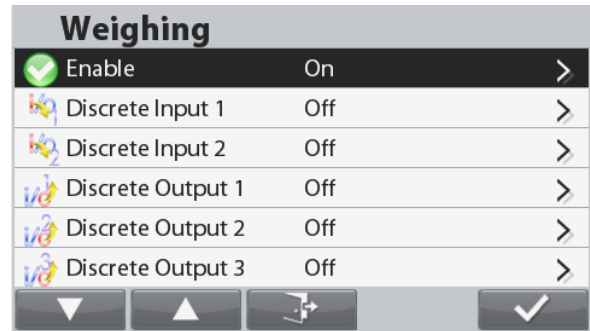 Weighing
Enable On
Discrete Input 1 Off
Discrete Input 2 Off
Discrete Output 1 Off
Discrete Output 2 Off
Discrete Output 3 Off